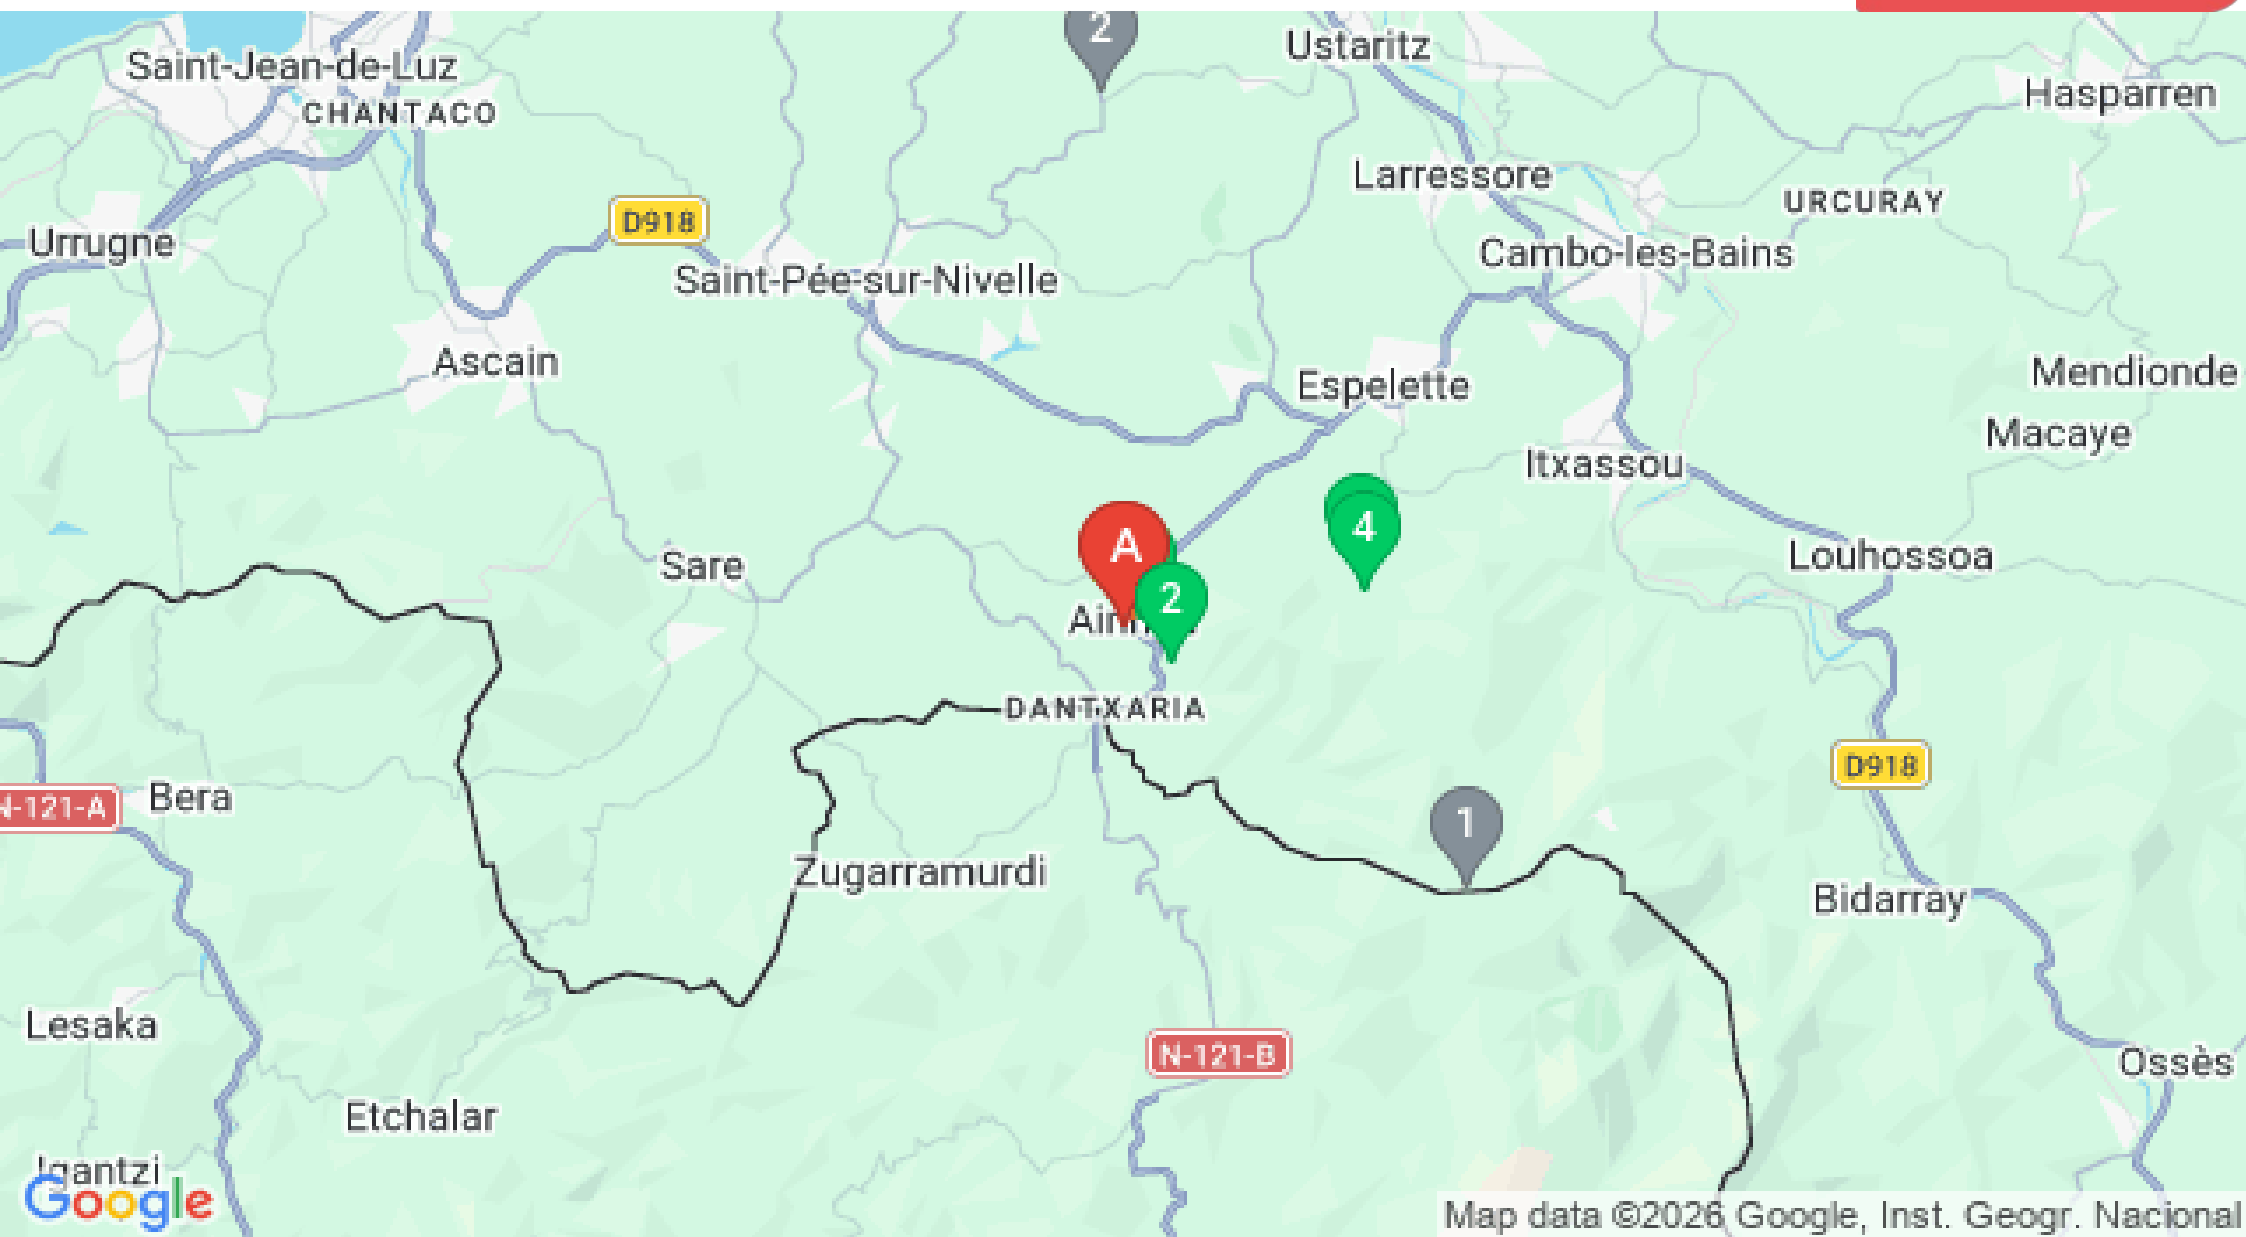 2
Ustaritz
Saint-Jean-de-Luz
Hasparren
CHANTACO
Larressore
URCURAY
D918
Urrugne
Cambo-les-Bains
Saint-Pée-sur-Nivelle
Ascain
Mendionde
Espelette
Macaye
Itxassou
4
A
Louhossoa
Sare
2
DANTXARIA
D918
Bera
N-121-A
1
Zugarramurdi
Bidarray
Lesaka
N-121-B
Ossès
Etchalar
Igantzi
Google
Map data ©2026 Google, Inst. Geogr. Nacional